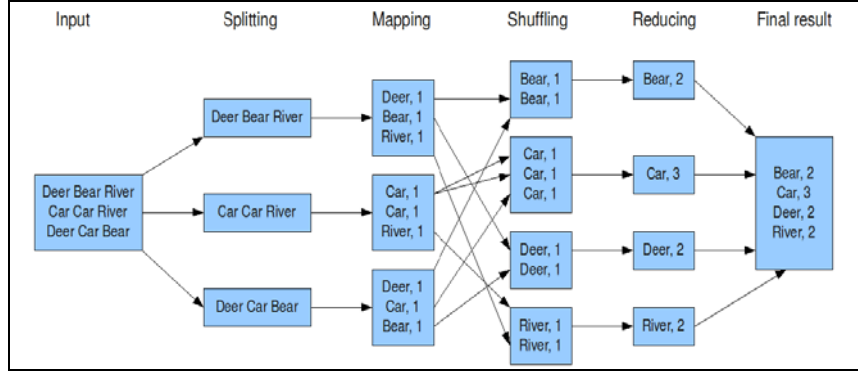 Input
Splitting
Mapping
Shuffling
Reducing
Final result
Deer Bear River
Car Car River
Deer Car Bear
Deer Bear River
Car Car River
Deer Car Bear
Deer, 1
Bear, 1
River, 1
Car, 1
Car, 1
River, 1
Deer, 1
Car, 1
Bear, 1
Bear, 1
Bear, 1
Car, 1
Car, 1
Car, 1
Deer, 1
Deer, 1
River, 1
River, 1
Bear, 2
Car, 3
Deer, 2
River, 2
Bear, 2
Car, 3
Deer, 2
River, 2